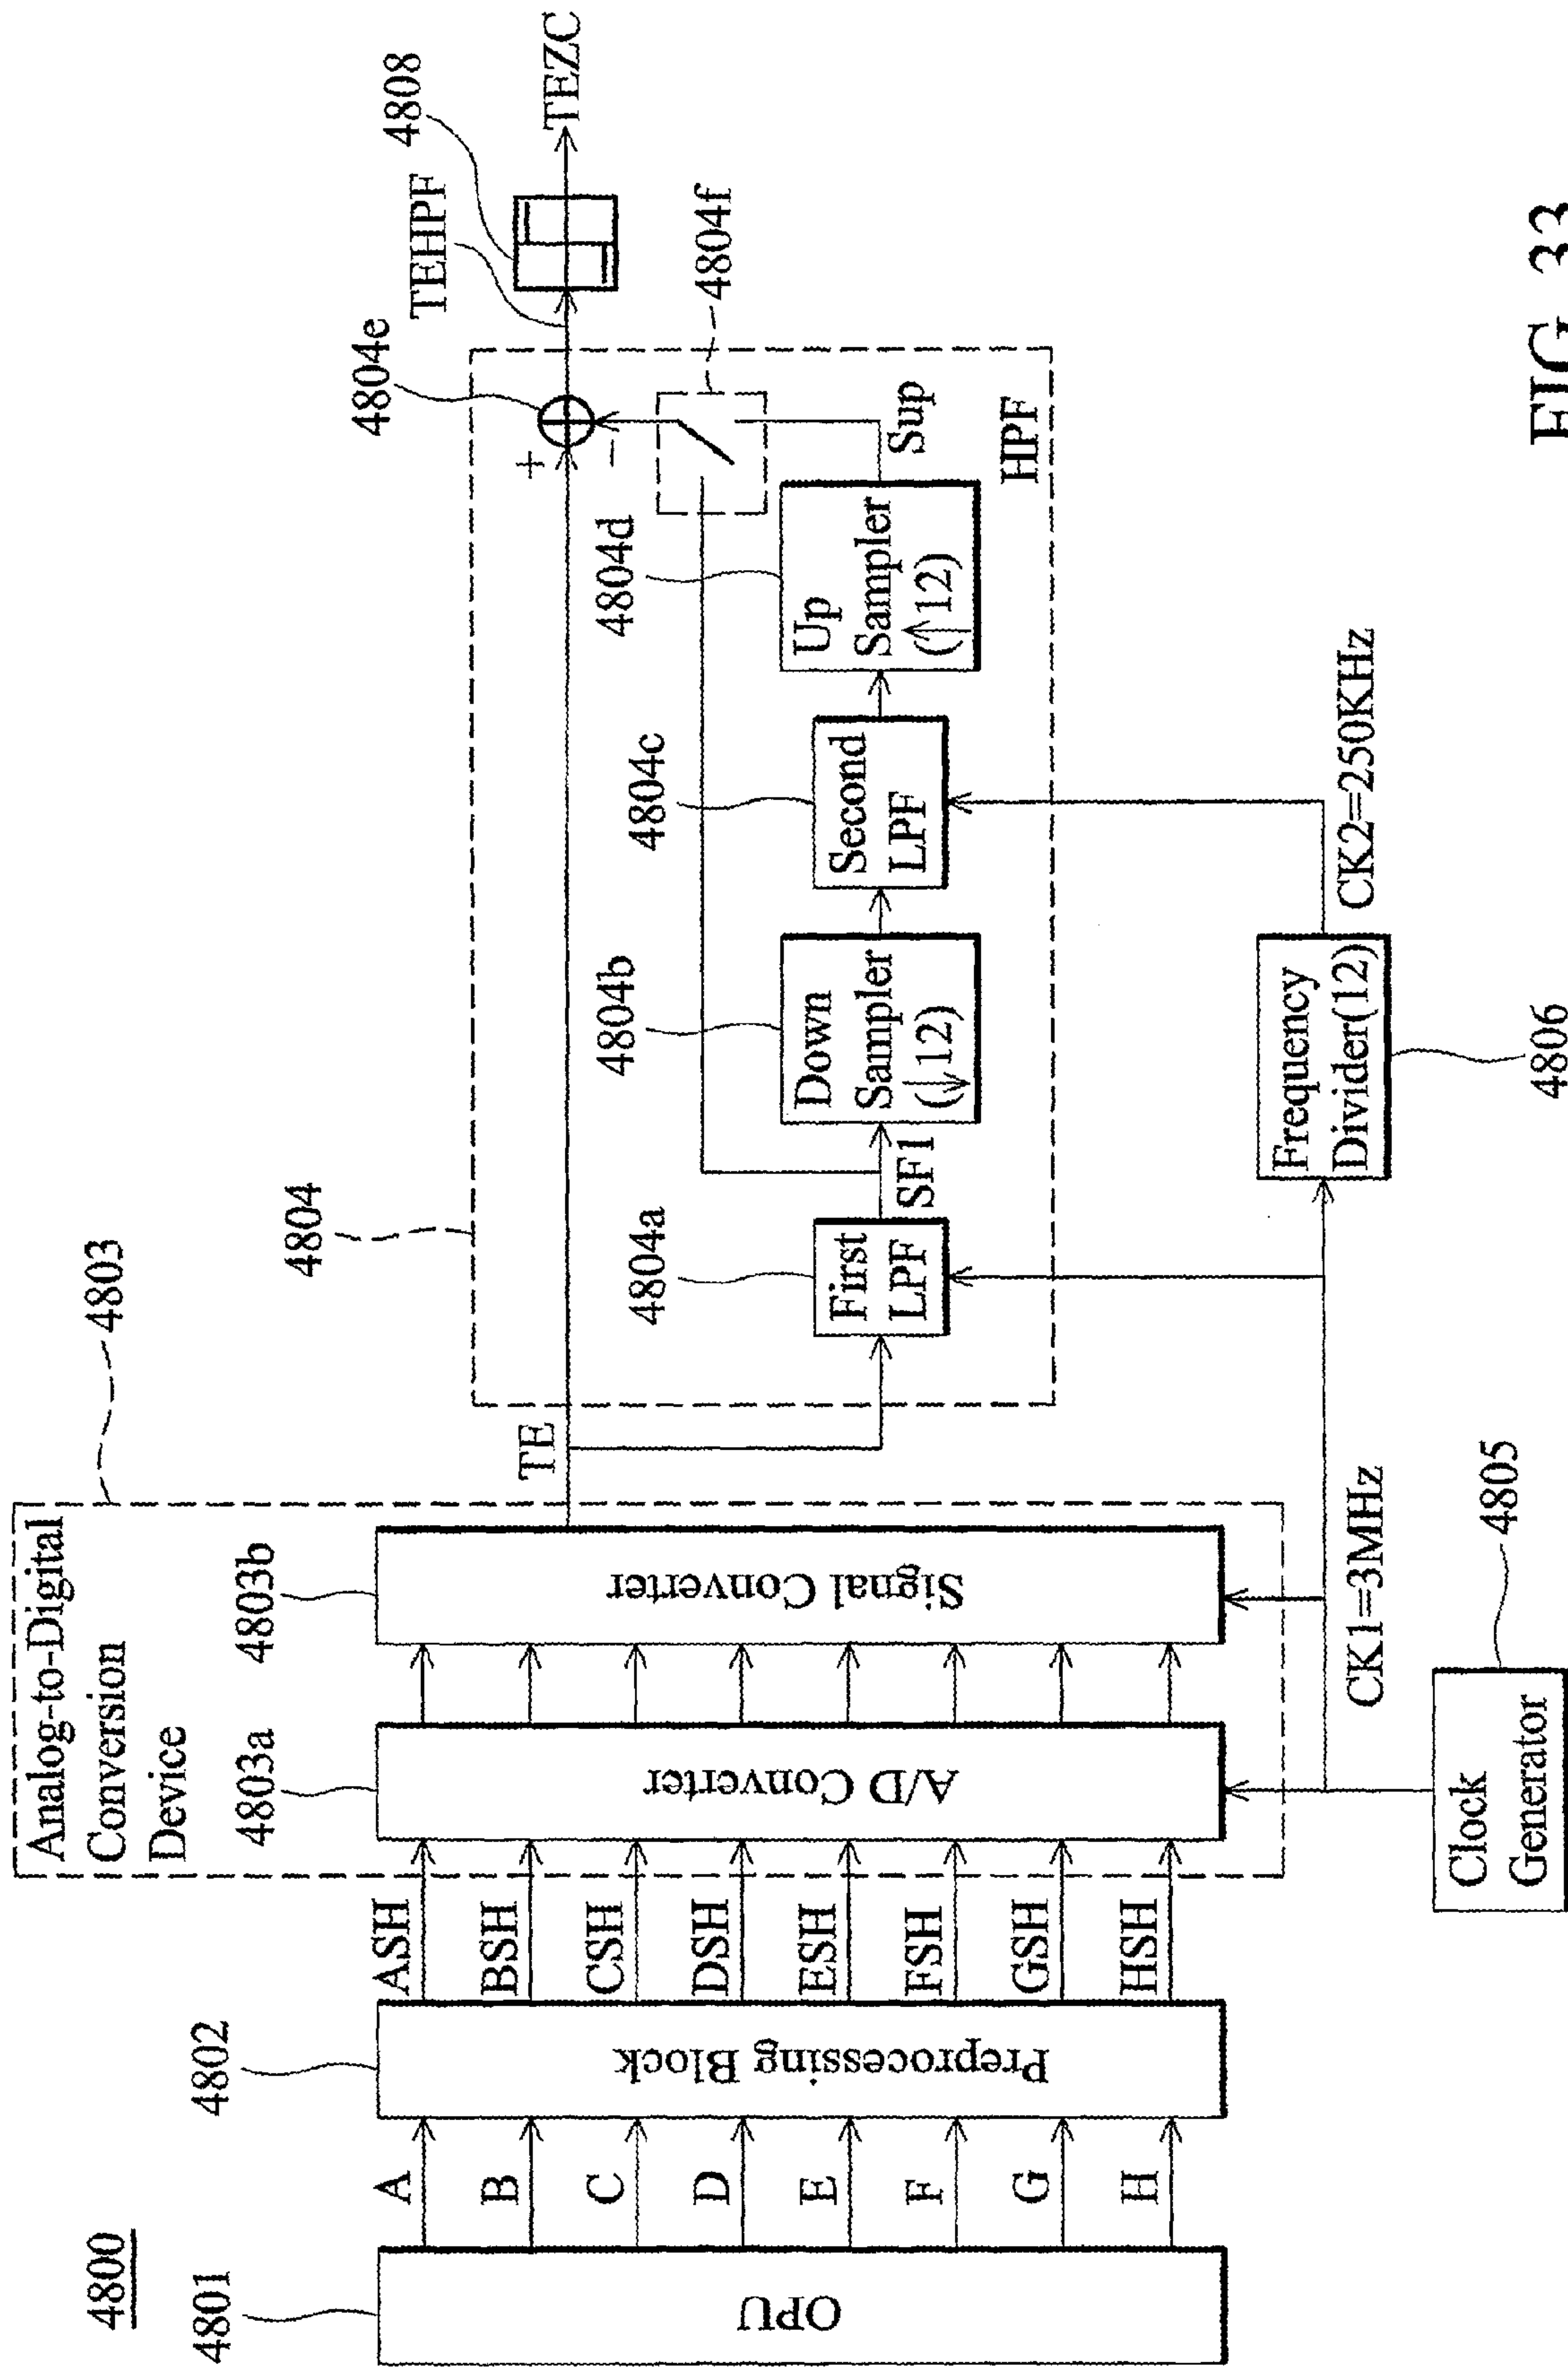 4800
4801
OPU
A
B
C
D
E
F
G
H
4802
Preprocessing Block
ASH
BSH
CSH
DSH
ESH
FSH
GSH
HSH
Analog-to-Digital
Conversion
Device
4803
4803a
A/D Converter
4803b
Signal Converter
TE
4804
4804a
First
LPF
SF1
4804b
Down
Sampler
(↓12)
4804c
Second
LPF
4804d
Up
Sampler
(↑12)
Sup
HPF
4804e
+
−
4804f
TEHPF
4808
TEZC
Clock
Generator
4805
CK1=3MHz
Frequency
Divider(12)
4806
CK2=250KHz
FIG. 33